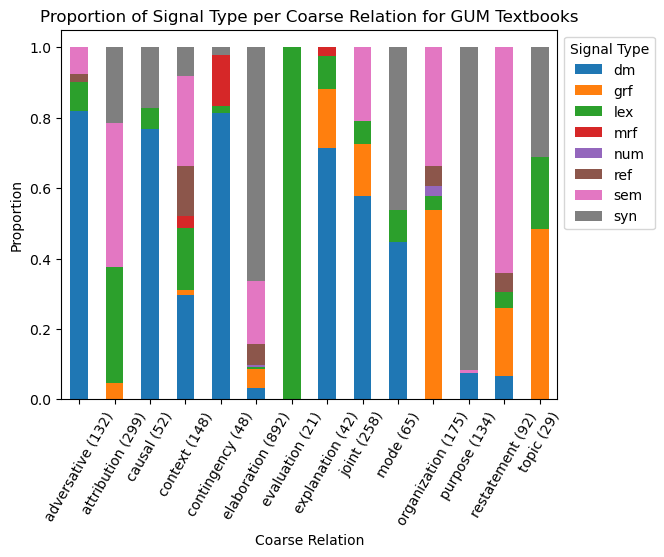 Proportion of Signal Type per Coarse Relation for GUM Textbooks
Signal Type
dm
grf
lex
mrf
num
ref
sem
syn
Proportion
1.0
0.8
0.6
0.4
0.2
0.0
adversative (132)
attribution (299)
causal (52)
context (148)
contingency (48)
elaboration (892)
evaluation (21)
explanation (42)
joint (258)
mode (65)
organization (175)
purpose (134)
restatement (92)
topic (29)
Coarse Relation